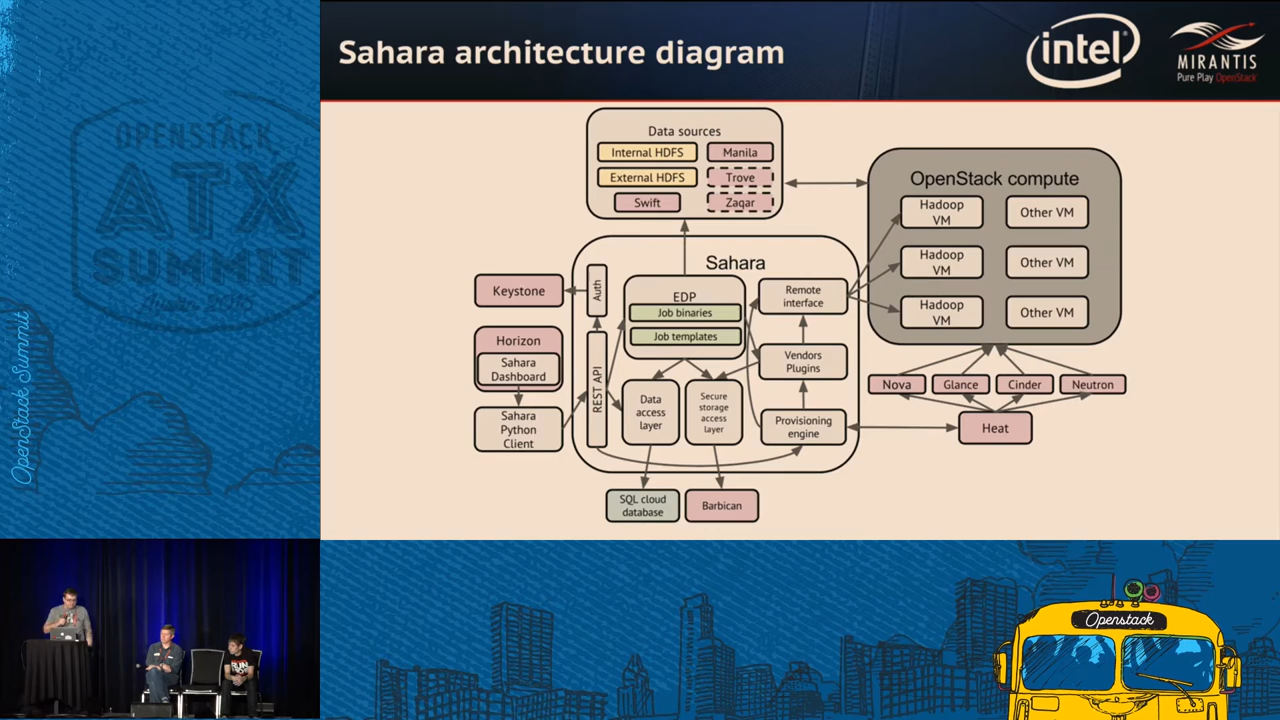 Sahara architecture diagram
intel
MIRANTIS
Pure Play OpenStack
OPENSTACK
ATX
SUMMIT
OpenStack Summit
Data sources
Internal HDFS
Manila
External HDFS
Trove
Swift
Zaqar
OpenStack compute
Hadoop
VM
Other VM
Hadoop
VM
Other VM
Hadoop
VM
Other VM
Sahara
Keystone
Auth
EDP
Job binaries
Job templates
Remote
interface
Horizon
Sahara
Dashboard
REST API
Vendors
Plugins
Nova
Glance
Cinder
Neutron
Sahara
Python
Client
Data
access
layer
Secure
storage
access
layer
Provisioning
engine
Heat
SQL cloud
database
Barbican
Openstack